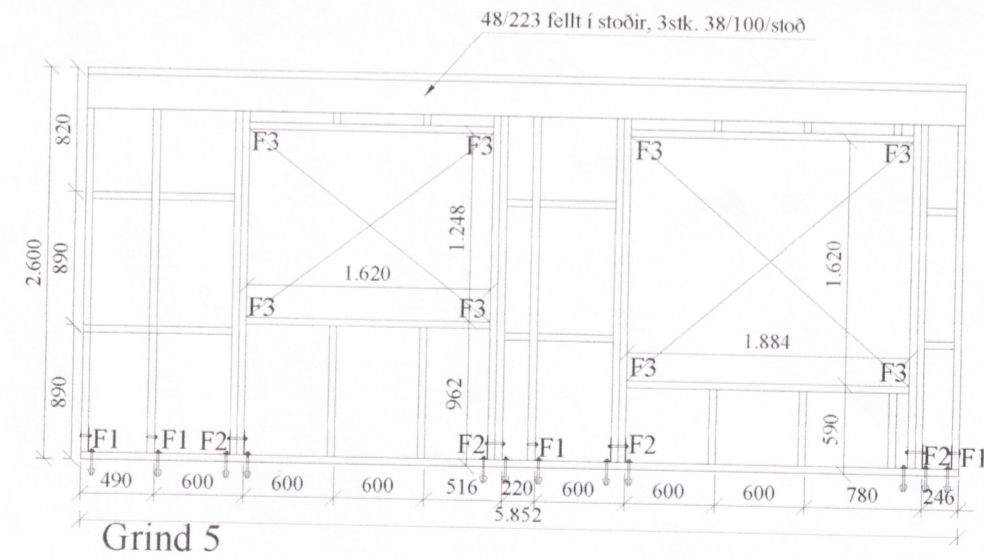 48/223 fellt í stoðir, 3stk. 38/100/stoð
820
890
890
2.600
F3 F3
1.248
1.620
F3 F3
962
F3 F3
1.620
1.884
F3 F3
590
F1 F1 F2 F2 F1 F2 F2 F1
490 600 600 600 516 220 600 600 600 780 246
5.852
Grind 5